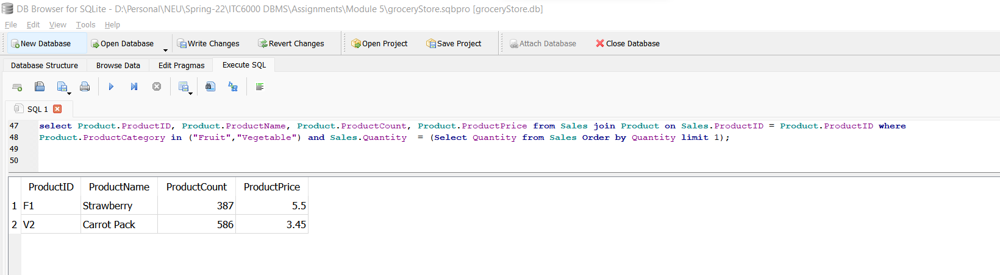 DB Browser for SQLite - D:\Personal\NEU\Spring-22\ITC6000 DBMS\Assignments\Module 5\groceryStore.sqbpro [groceryStore.db]
File Edit View Tools Help
New Database Open Database Write Changes Revert Changes Open Project Save Project Attach Database Close Database
Database Structure Browse Data Edit Pragmas Execute SQL
SQL 1
47 select Product.ProductID, Product.ProductName, Product.ProductCount, Product.ProductPrice from Sales join Product on Sales.ProductID = Product.ProductID where
48 Product.ProductCategory in ("Fruit","Vegetable") and Sales.Quantity = (Select Quantity from Sales Order by Quantity limit 1);
49
50
ProductID ProductName ProductCount ProductPrice
1 F1 Strawberry 387 5.5
2 V2 Carrot Pack 586 3.45